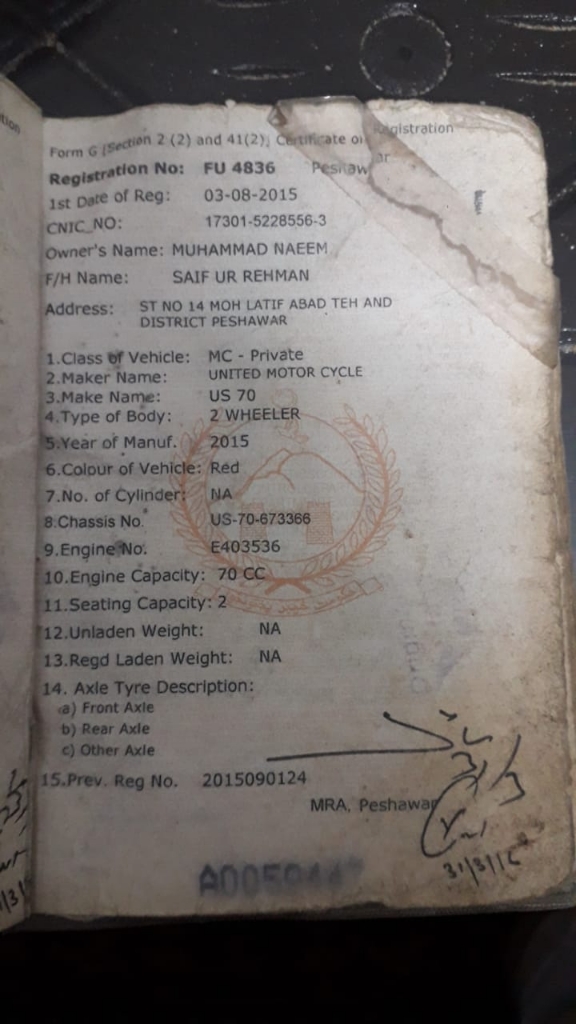 Form G [Section 2 (2) and 41(2)] Certificate of Registration
Registration No: FU 4836 Peshawar
1st Date of Reg: 03-08-2015
CNIC_NO: 17301-5228556-3
Owner's Name: MUHAMMAD NAEEM
F/H Name: SAIF UR REHMAN
Address: ST NO 14 MOH LATIF ABAD TEH AND
DISTRICT PESHAWAR
1.Class of Vehicle: MC - Private
2.Maker Name: UNITED MOTOR CYCLE
3.Make Name: US 70
4.Type of Body: 2 WHEELER
5.Year of Manuf. 2015
6.Colour of Vehicle: Red
7.No. of Cylinder: NA
8.Chassis No. US-70-673366
9.Engine No. E403536
10.Engine Capacity: 70 CC
11.Seating Capacity: 2
12.Unladen Weight: NA
13.Regd Laden Weight: NA
14. Axle Tyre Description:
a) Front Axle
b) Rear Axle
c) Other Axle
15.Prev. Reg No. 2015090124
MRA, Peshawar